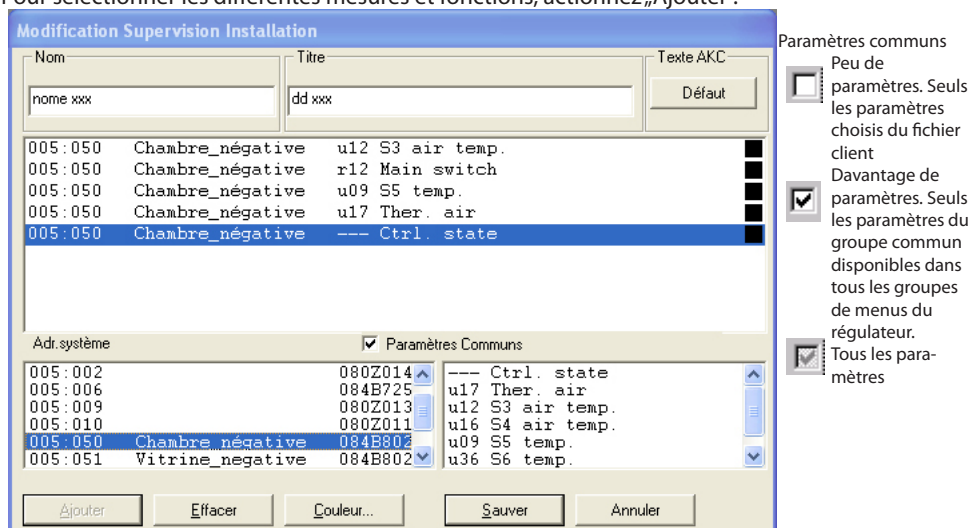 Pour sélectionner les différentes mesures et fonctions, actionnez „Ajouter".
Modification Supervision Installation
Nom
Titre
Texte AKC
nome xxx
dd xxx
Défaut
005:050 Chambre_négative u12 S3 air temp.
005:050 Chambre_négative r12 Main switch
005:050 Chambre_négative u09 S5 temp.
005:050 Chambre_négative u17 Ther. air
005:050 Chambre_négative --- Ctrl. state
Adr.système
Paramètres Communs
005:002 080Z014
005:006 084B725
005:009 080Z013
005:010 080Z011
005:050 Chambre_négative 084B802
005:051 Vitrine_negative 084B802
--- Ctrl. state
u17 Ther. air
u12 S3 air temp.
u16 S4 air temp.
u09 S5 temp.
u36 S6 temp.
Ajouter
Effacer
Couleur...
Sauver
Annuler
Paramètres communs
Peu de
paramètres. Seuls
les paramètres
choisis du fichier
client
Davantage de
paramètres. Seuls
les paramètres du
groupe commun
disponibles dans
tous les groupes
de menus du
régulateur.
Tous les para-
mètres